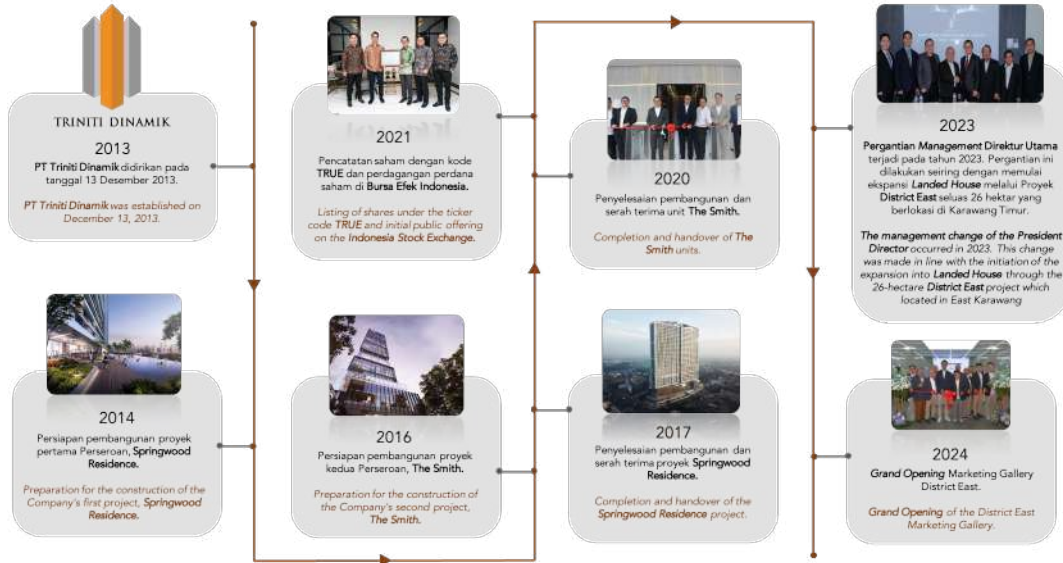 TRINITI DINAMIK
2013
PT Triniti Dinamik didirikan pada
tanggal 13 Desember 2013.
PT Triniti Dinamik was established on
December 13, 2013.
2014
Persiapan pembangunan proyek
pertama Perseroan, Springwood
Residence.
Preparation for the construction of the
Company's first project, Springwood
Residence.
2021
Pencatatan saham dengan kode
TRUE dan perdagangan perdana
saham di Bursa Efek Indonesia.
Listing of shares under the ticker
code TRUE and initial public offering
on the Indonesia Stock Exchange.
2016
Persiapan pembangunan proyek
kedua Perseroan, The Smith.
Preparation for the construction of
the Company's second project,
The Smith.
2020
Penyelesaian pembangunan dan
serah terima unit The Smith.
Completion and handover of The
Smith units.
2017
Penyelesaian pembangunan dan
serah terima proyek Springwood
Residence.
Completion and handover of the
Springwood Residence project.
2023
Pergantian Management Direktur Utama
terjadi pada tahun 2023. Pergantian ini
dilakukan seiring dengan memulai
ekspansi Landed House melalui Proyek
District East seluas 26 hektar yang
berlokasi di Karawang Timur.
The management change of the President
Director occurred in 2023. This change
was made in line with the initiation of the
expansion into Landed House through the
26-hectare District East project which
located in East Karawang
2024
Grand Opening Marketing Gallery
District East.
Grand Opening of the District East
Marketing Gallery.